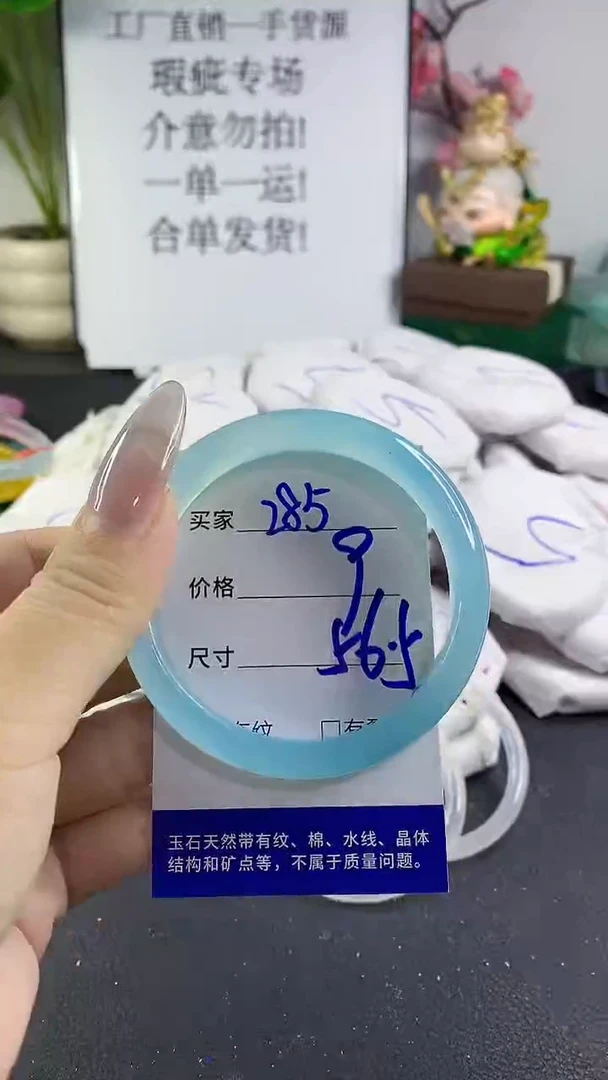 工厂直销一手货源
瑕疵专场
介意勿拍!
一单一运!
合单发货!
买家 285
价格
尺寸 56.5
有纹
玉石天然带有纹、棉、水线、晶体
结构和矿点等，不属于质量问题。